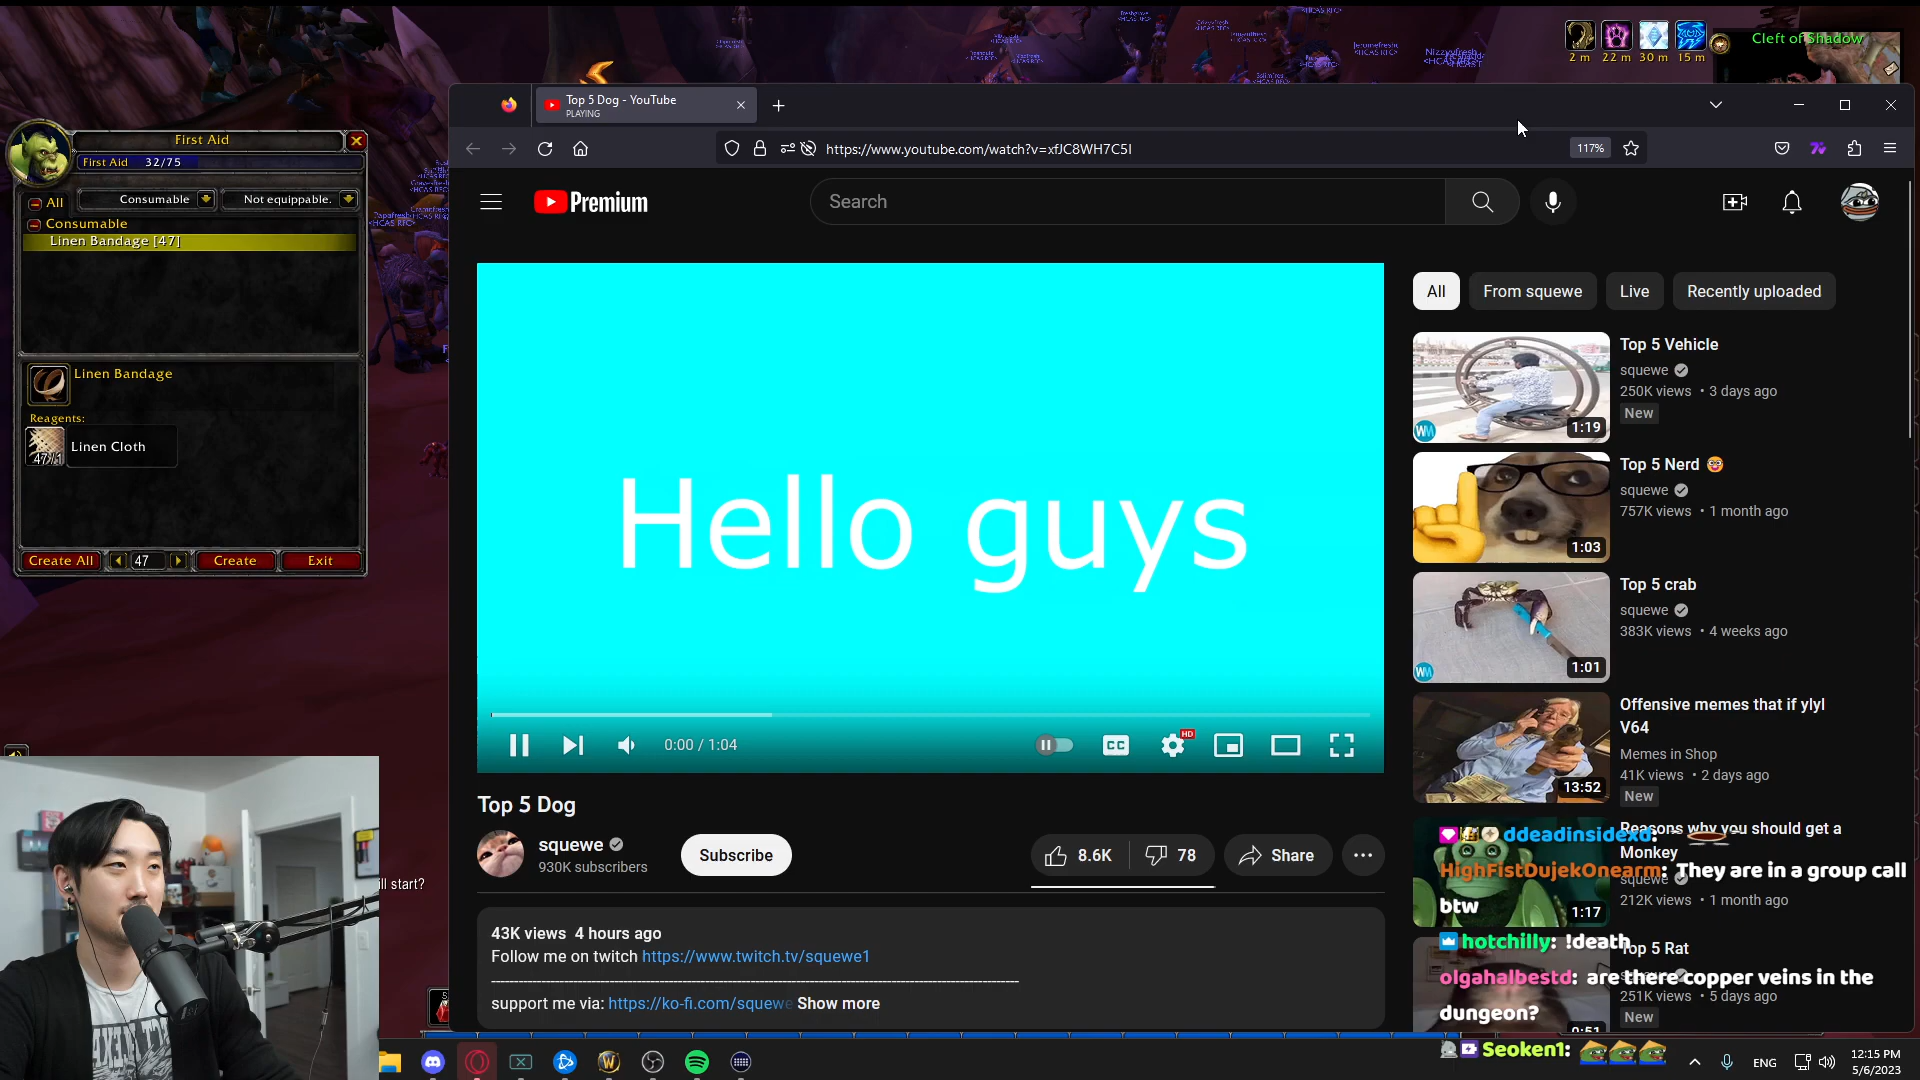 Cleft of Shadow
2 m 22 m 30 m 15 m
Top 5 Dog - YouTube
PLAYING
https://www.youtube.com/watch?v=xfJC8WH7C5I
117%
First Aid
First Aid 32/75
All
Consumable
Not equippable.
Consumable
Linen Bandage [47]
Linen Bandage
Reagents:
47/1
Linen Cloth
Create All
47
Create
Exit
Premium
Search
Hello guys
0:00 / 1:04
CC
HD
Top 5 Dog
squewe
930K subscribers
Subscribe
8.6K
78
Share
43K views 4 hours ago
Follow me on twitch https://www.twitch.tv/squewe1
support me via: https://ko-fi.com/squewe Show more
All
From squewe
Live
Recently uploaded
Top 5 Vehicle
squewe
250K views • 3 days ago
New
1:19
Top 5 Nerd
squewe
757K views • 1 month ago
1:03
Top 5 crab
squewe
383K views • 4 weeks ago
1:01
Offensive memes that if ylyl
V64
Memes in Shop
41K views • 2 days ago
New
13:52
Reasons why you should get a
Monkey
squewe
212K views • 1 month ago
1:17
Top 5 Rat
251K views • 5 days ago
New
0:51
ddeadinsidexd:
HighFistDujekOnearm: They are in a group call
btw
hotchilly: !death
olgahalbestd: are there copper veins in the
dungeon?
Seoken1:
ill start?
ENG
12:15 PM
5/6/2023